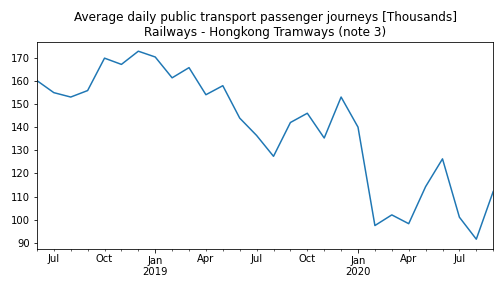 Average daily public transport passenger journeys [Thousands]
Railways - Hongkong Tramways (note 3)
170
160
150
140
130
120
110
100
90
Jul
Oct
Jan
2019
Apr
Jul
Oct
Jan
2020
Apr
Jul